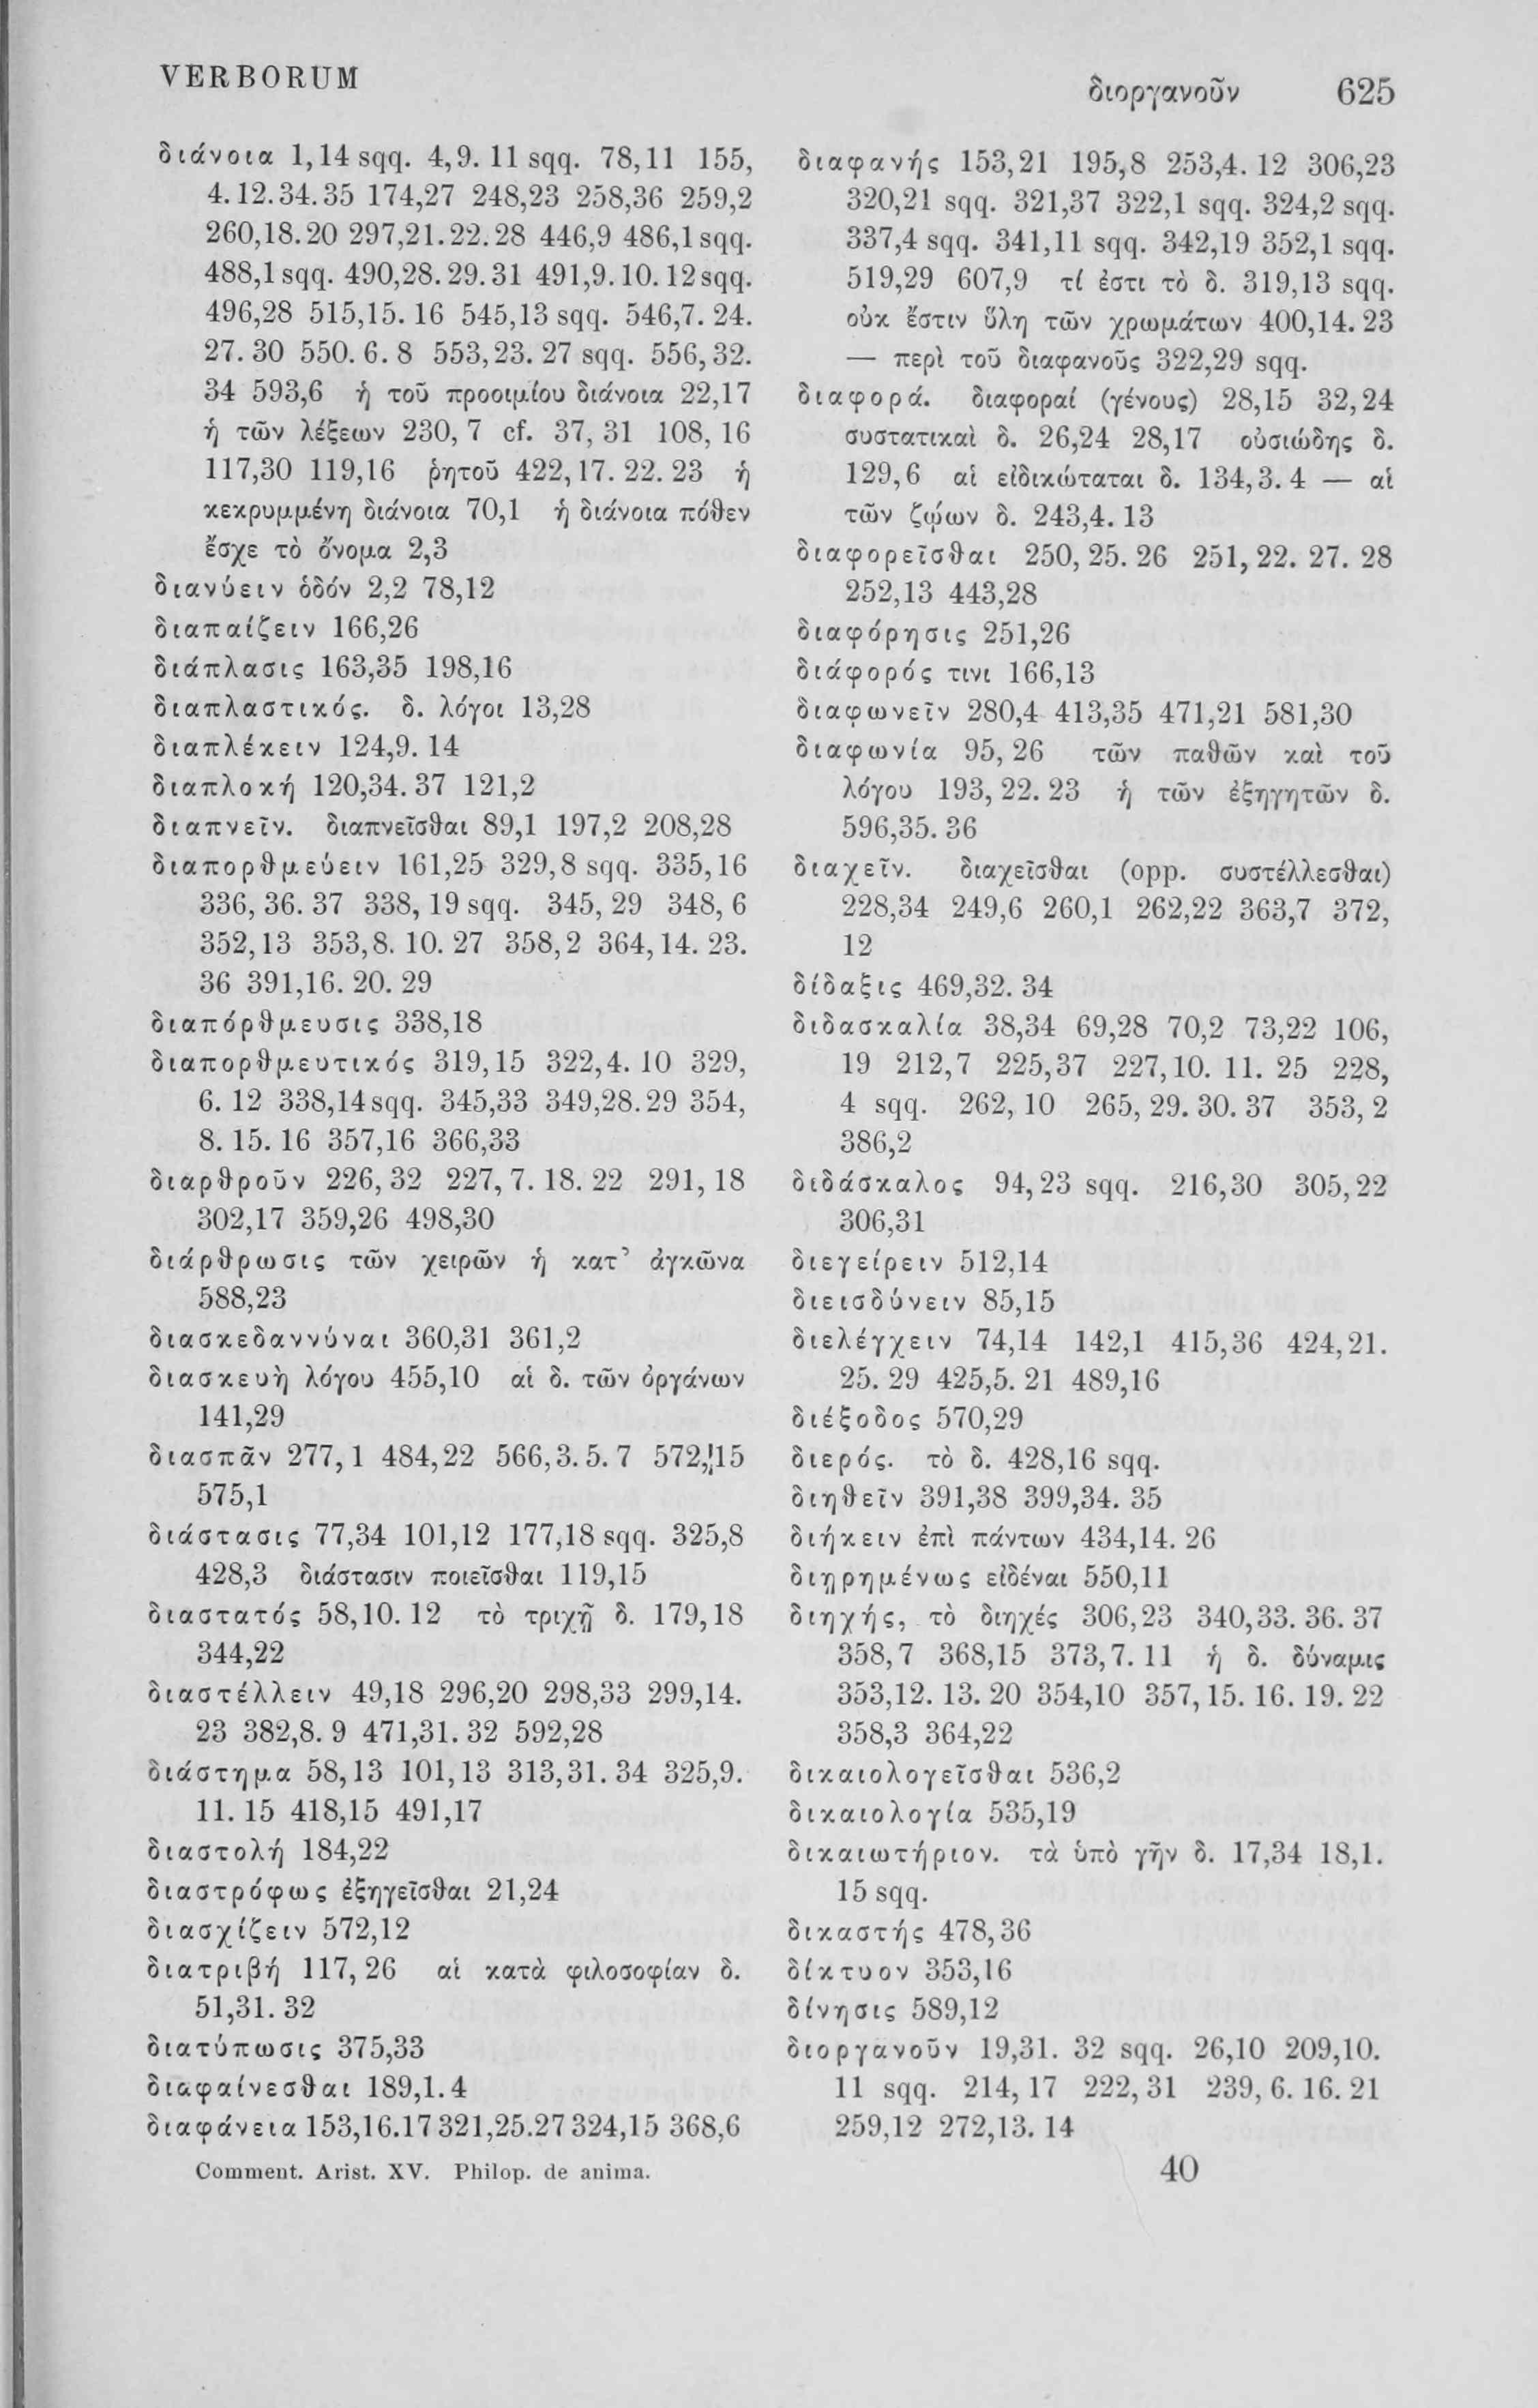 VERBORUM
διοργανοῦν 625
διάνοια 1,14 sqq. 4,9. 11 sqq. 78,11 155,
4. 12. 34. 35 174,27 248,23 258,36 259,2
260,18. 20 297,21. 22. 28 446,9 486,1 sqq.
488,1 sqq. 490,28. 29. 31 491,9. 10. 12 sqq.
496,28 515,15. 16 545,13 sqq. 546,7. 24.
27. 30 550. 6. 8 553,23. 27 sqq. 556,32.
34 593,6 ἡ τοῦ προοιμίου διάνοια 22,17
ἡ τῶν λέξεων 230,7 cf. 37,31 108,16
117,30 119,16 ῥητοῦ 422,17. 22. 23 ἡ
κεκρυμμένη διάνοια 70,1 ἡ διάνοια πόθεν
ἔσχε τὸ ὄνομα 2,3
διανύειν ὁδόν 2,2 78,12
διαπαίζειν 166,26
διάπλασις 163,35 198,16
διαπλαστικός. δ. λόγοι 13,28
διαπλέκειν 124,9. 14
διαπλοκή 120,34. 37 121,2
διαπνεῖν. διαπνεῖσθαι 89,1 197,2 208,28
διαπορθμεύειν 161,25 329,8 sqq. 335,16
336,36. 37 338,19 sqq. 345,29 348,6
352,13 353,8. 10. 27 358,2 364,14. 23.
36 391,16. 20. 29
διαπόρθμευσις 338,18
διαπορθμευτικός 319,15 322,4. 10 329,
6. 12 338,14 sqq. 345,33 349,28. 29 354,
8. 15. 16 357,16 366,33
διαρθροῦν 226,32 227,7. 18. 22 291,18
302,17 359,26 498,30
διάρθρωσις τῶν χειρῶν ἡ κατ’ ἀγκῶνα
588,23
διασκεδαννύναι 360,31 361,2
διασκευὴ λόγου 455,10 αἱ δ. τῶν ὀργάνων
141,29
διασπᾶν 277,1 484,22 566,3. 5. 7 572,15
575,1
διάστασις 77,34 101,12 177,18 sqq. 325,8
428,3 διάστασιν ποιεῖσθαι 119,15
διαστατός 58,10. 12 τὸ τριχῇ δ. 179,18
344,22
διαστέλλειν 49,18 296,20 298,33 299,14.
23 382,8. 9 471,31. 32 592,28
διάστημα 58,13 101,13 313,31. 34 325,9.
11. 15 418,15 491,17
διαστολή 184,22
διαστρόφως ἐξηγεῖσθαι 21,24
διασχίζειν 572,12
διατριβή 117,26 αἱ κατὰ φιλοσοφίαν δ.
51,31. 32
διατύπωσις 375,33
διαφαίνεσθαι 189,1. 4
διαφάνεια 153,16. 17 321,25. 27 324,15 368,6
διαφανής 153,21 195,8 253,4. 12 306,23
320,21 sqq. 321,37 322,1 sqq. 324,2 sqq.
337,4 sqq. 341,11 sqq. 342,19 352,1 sqq.
519,29 607,9 τί ἐστι τὸ δ. 319,13 sqq.
οὐκ ἔστιν ὕλη τῶν χρωμάτων 400,14. 23
— περὶ τοῦ διαφανοῦς 322,29 sqq.
διαφορά. διαφοραί (γένους) 28,15 32,24
συστατικαὶ δ. 26,24 28,17 οὐσιώδης δ.
129,6 αἱ εἰδικώταται δ. 134,3. 4 — αἱ
τῶν ζῴων δ. 243,4. 13
διαφορεῖσθαι 250,25. 26 251,22. 27. 28
252,13 443,28
διαφόρησις 251,26
διάφορός τινι 166,13
διαφωνεῖν 280,4 413,35 471,21 581,30
διαφωνία 95,26 τῶν παθῶν καὶ τοῦ
λόγου 193,22. 23 ἡ τῶν ἐξηγητῶν δ.
596,35. 36
διαχεῖν. διαχεῖσθαι (opp. συστέλλεσθαι)
228,34 249,6 260,1 262,22 363,7 372,
12
δίδαξις 469,32. 34
διδασκαλία 38,34 69,28 70,2 73,22 106,
19 212,7 225,37 227,10. 11. 25 228,
4 sqq. 262,10 265,29. 30. 37 353,2
386,2
διδάσκαλος 94,23 sqq. 216,30 305,22
306,31
διεγείρειν 512,14
διεισδύνειν 85,15
διελέγχειν 74,14 142,1 415,36 424,21.
25. 29 425,5. 21 489,16
διέξοδος 570,29
διερός. τὸ δ. 428,16 sqq.
διηθεῖν 391,38 399,34. 35
διήκειν ἐπὶ πάντων 434,14. 26
διῃρημένως εἰδέναι 550,11
διηχής, τὸ διηχές 306,23 340,33. 36. 37
358,7 368,15 373,7. 11 ἡ δ. δύναμις
353,12. 13. 20 354,10 357,15. 16. 19. 22
358,3 364,22
δικαιολογεῖσθαι 536,2
δικαιολογία 535,19
δικαιωτήριον. τὰ ὑπὸ γῆν δ. 17,34 18,1.
15 sqq.
δικαστής 478,36
δίκτυον 353,16
δίνησις 589,12
διοργανοῦν 19,31. 32 sqq. 26,10 209,10.
11 sqq. 214,17 222,31 239,6. 16. 21
259,12 272,13. 14
Comment. Arist. XV. Philop. de anima.
40